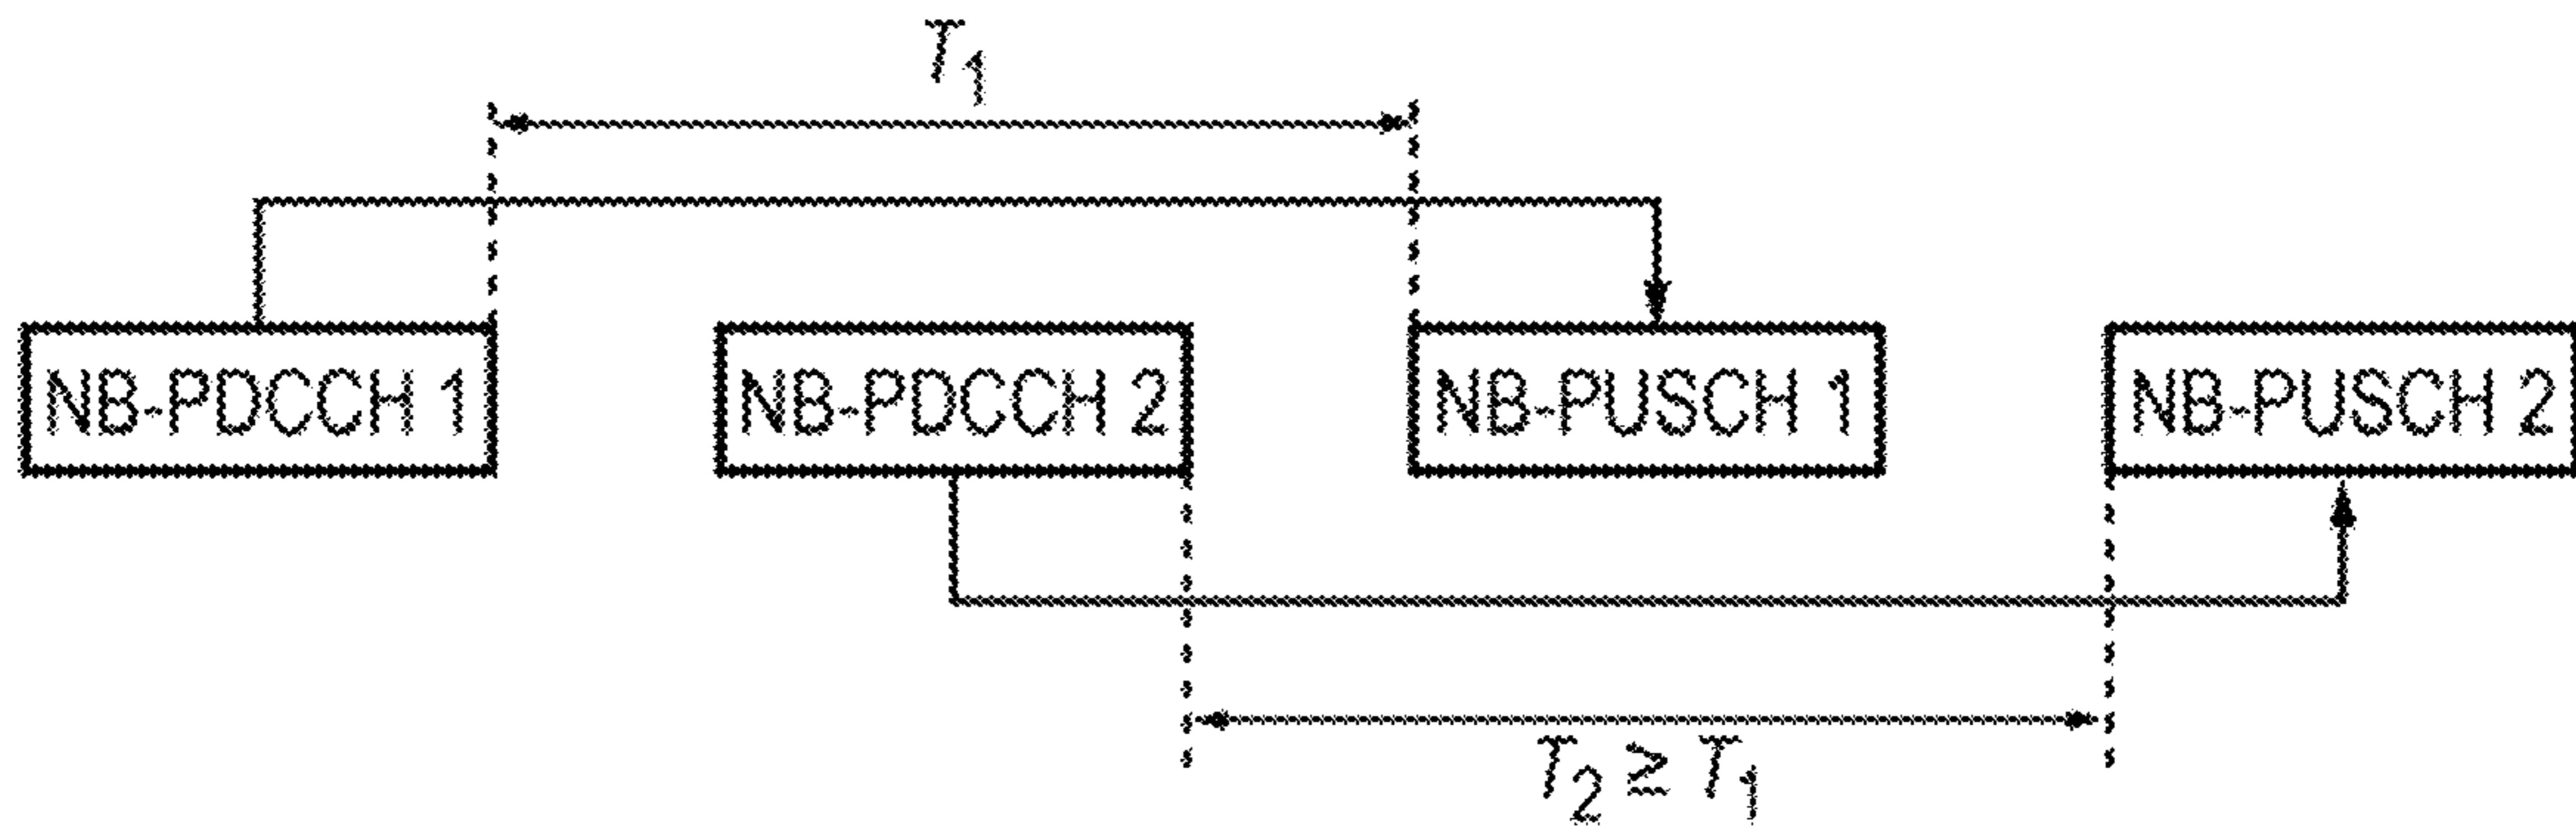 T1
NB-PDCCH 1 NB-PDCCH 2 NB-PUSCH 1 NB-PUSCH 2
T2 ≥ T1